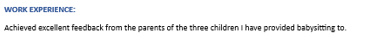 WORK EXPERIENCE:
Achieved excellent feedback from the parents of the three children I have provided babysitting to.